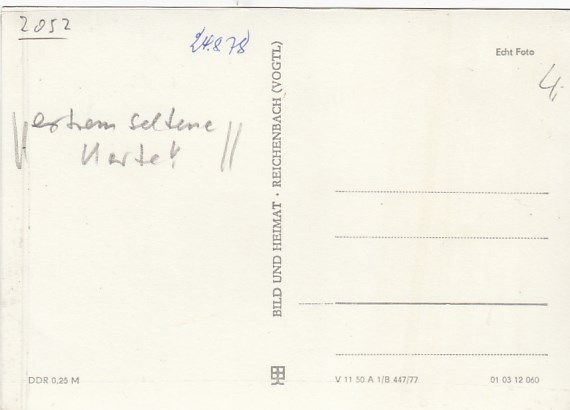 2052
24.8.78
Echt Foto
4,
extrem seltene
Karte!
BILD UND HEIMAT · REICHENBACH (VOGTL)
DDR 0,25 M
V 11 50 A 1/B 447/77
01 03 12 060